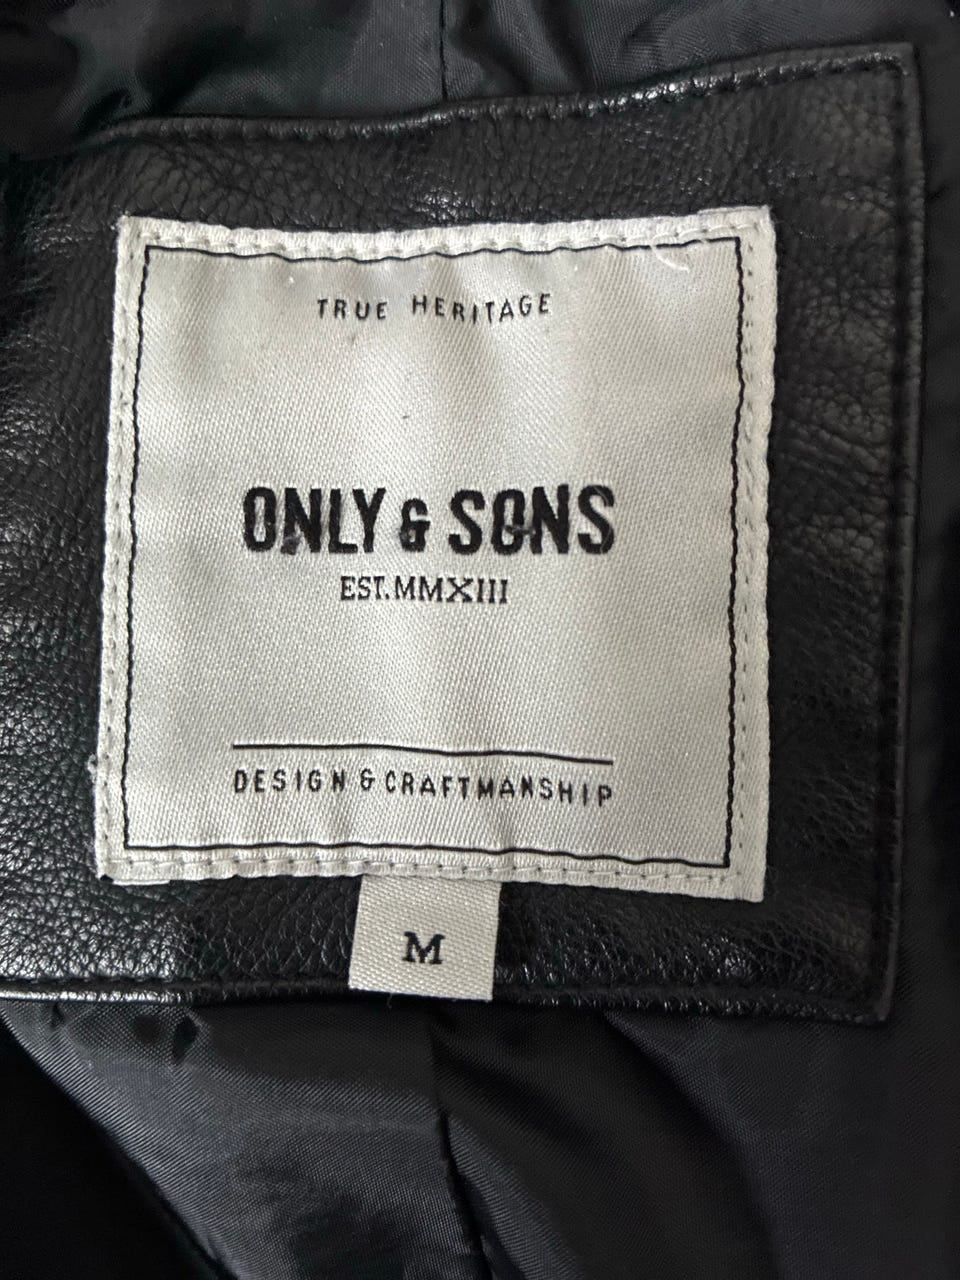 TRUE HERITAGE
ONLY & SONS
EST. MMXIII
DESIGN & CRAFTMANSHIP
M